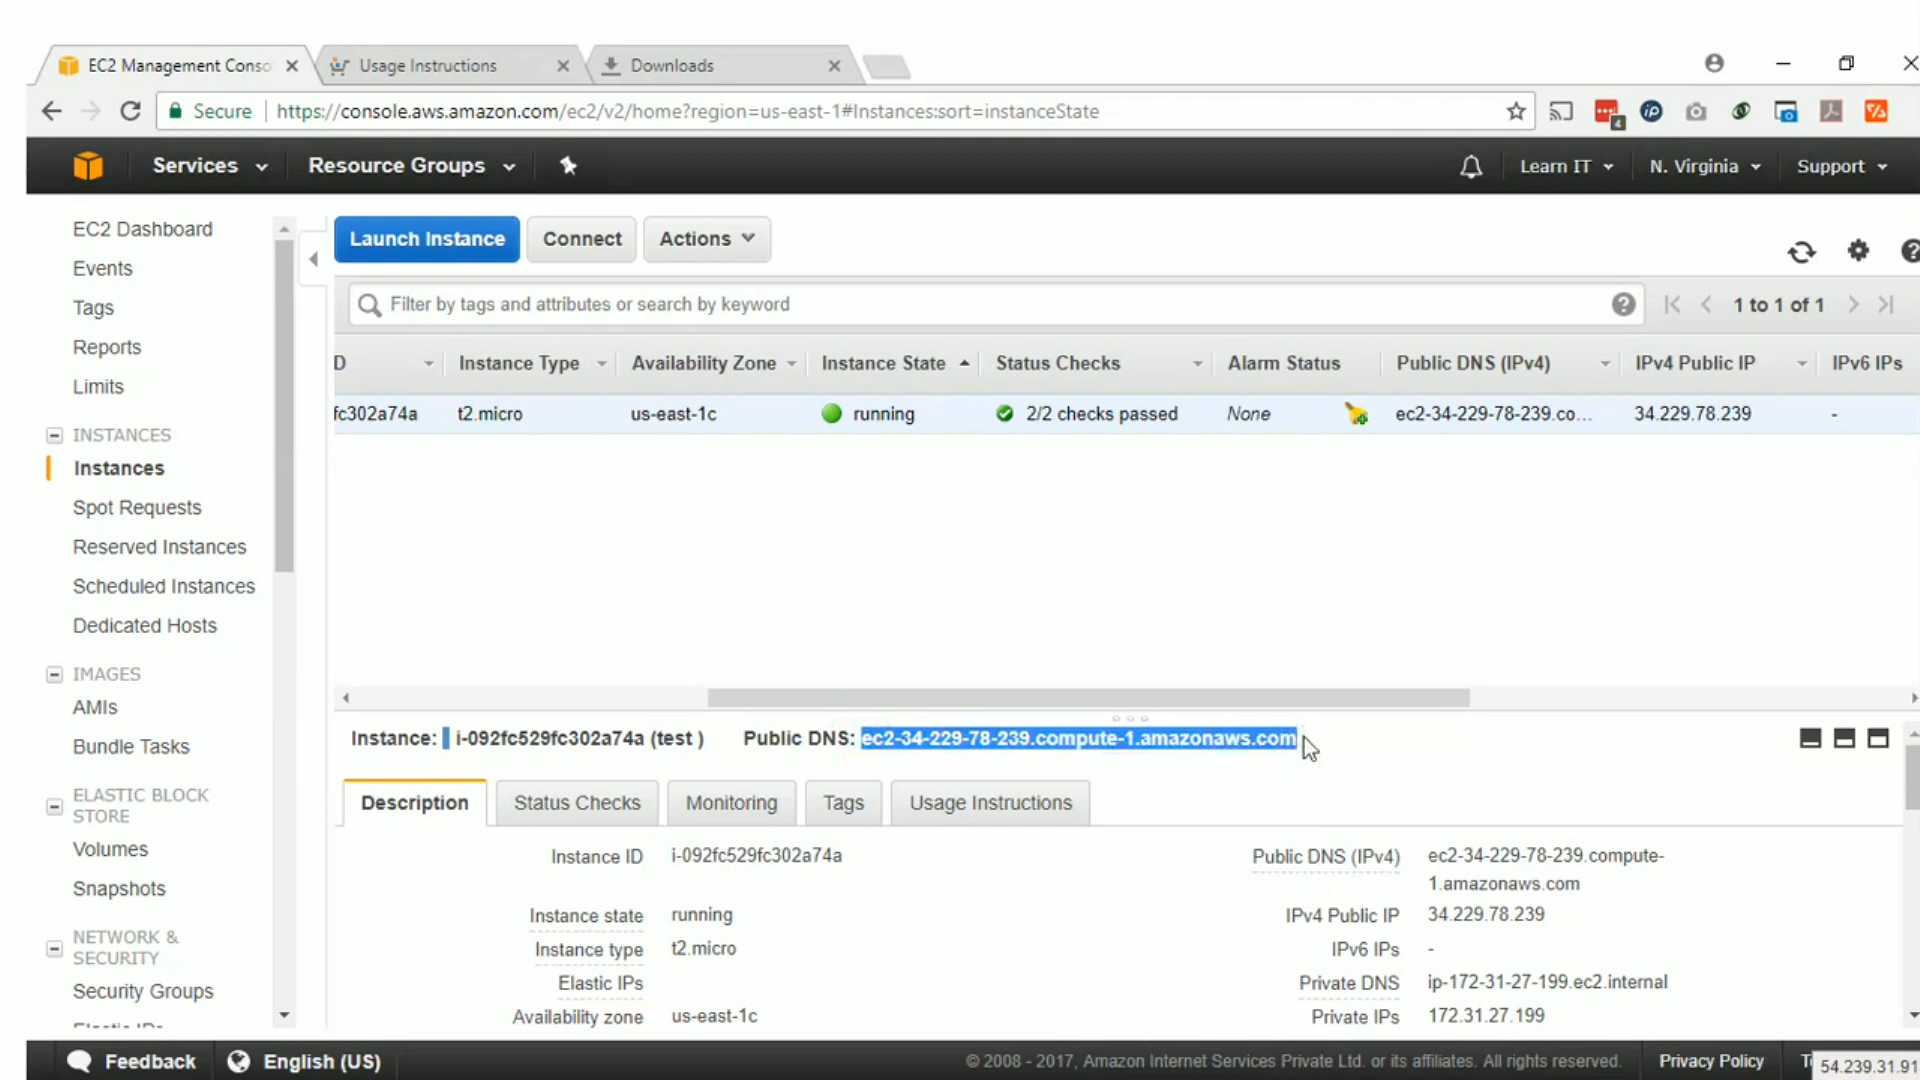 EC2 Management Conso
Usage Instructions
Downloads
Secure https://console.aws.amazon.com/ec2/v2/home?region=us-east-1#Instances:sort=instanceState
4
Services Resource Groups Learn IT N. Virginia Support
EC2 Dashboard
Events
Tags
Reports
Limits
INSTANCES
Instances
Spot Requests
Reserved Instances
Scheduled Instances
Dedicated Hosts
IMAGES
AMIs
Bundle Tasks
ELASTIC BLOCK
STORE
Volumes
Snapshots
NETWORK &
SECURITY
Security Groups
Elastic IPs
Launch Instance Connect Actions
Filter by tags and attributes or search by keyword 1 to 1 of 1
D Instance Type Availability Zone Instance State Status Checks Alarm Status Public DNS (IPv4) IPv4 Public IP IPv6 IPs
fc302a74a t2.micro us-east-1c running 2/2 checks passed None ec2-34-229-78-239.co... 34.229.78.239 -
Instance: i-092fc529fc302a74a (test ) Public DNS: ec2-34-229-78-239.compute-1.amazonaws.com
Description Status Checks Monitoring Tags Usage Instructions
Instance ID i-092fc529fc302a74a
Instance state running
Instance type t2.micro
Elastic IPs
Availability zone us-east-1c
Public DNS (IPv4) ec2-34-229-78-239.compute-
1.amazonaws.com
IPv4 Public IP 34.229.78.239
IPv6 IPs -
Private DNS ip-172-31-27-199.ec2.internal
Private IPs 172.31.27.199
Feedback English (US) © 2008 - 2017, Amazon Internet Services Private Ltd. or its affiliates. All rights reserved. Privacy Policy
54.239.31.91